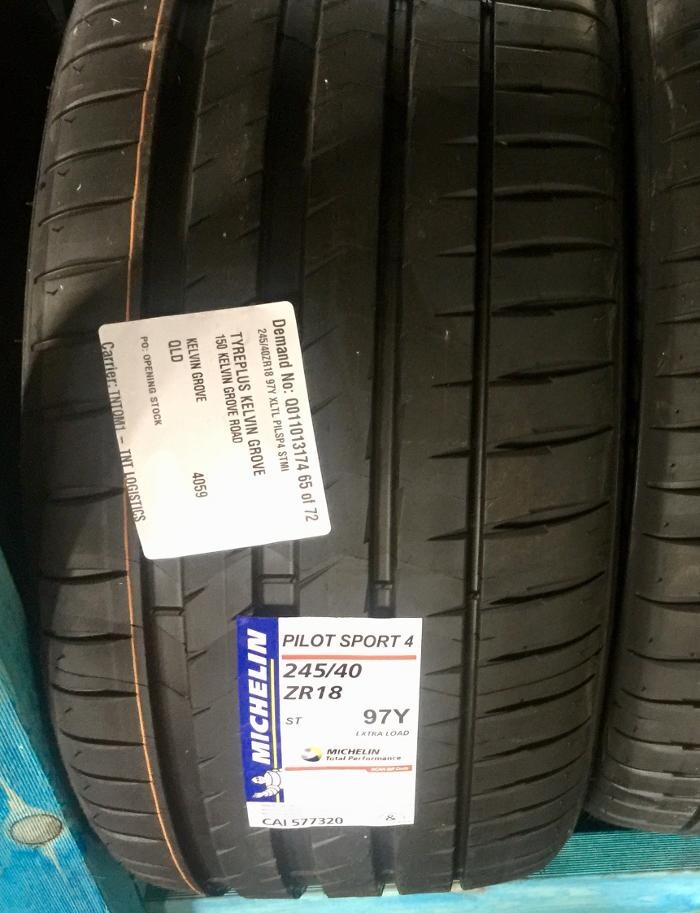 Demand No: Q011013174 65 of 72
245/40ZR18 97Y XLTL PILSP4 STMI
TYREPLUS KELVIN GROVE
150 KELVIN GROVE ROAD
KELVIN GROVE 4059
QLD
PO: OPENING STOCK
Carrier: TNTQM1 - TNT LOGISTICS
MICHELIN
PILOT SPORT 4
245/40
ZR18
ST 97Y
EXTRA LOAD
MICHELIN
Total Performance
CAI 577320 &